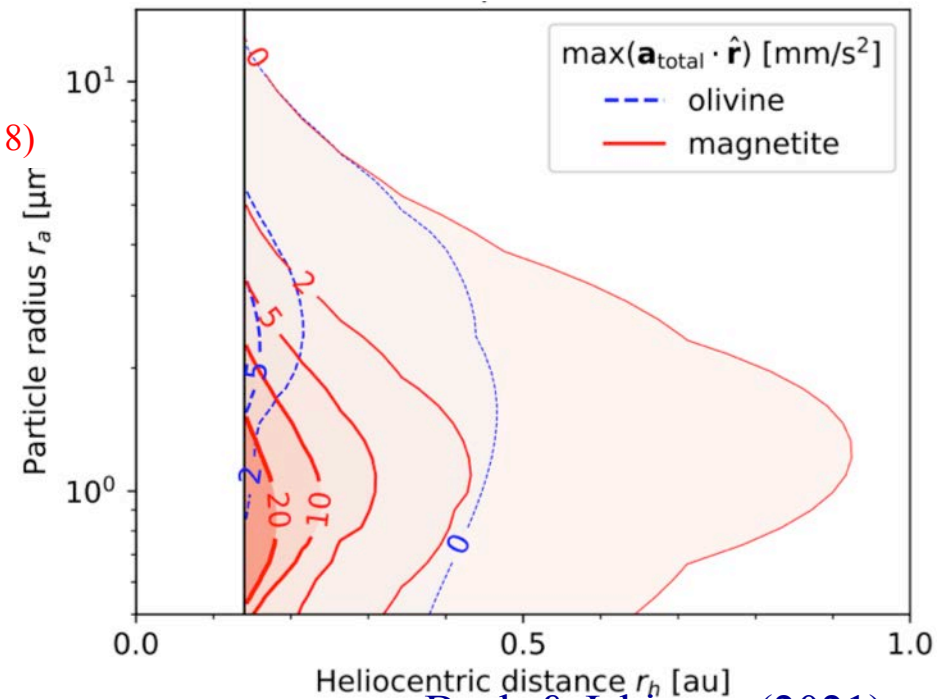 max(a_total · r̂) [mm/s²]
olivine
magnetite
8)
Particle radius r_a [μm
10¹
10⁰
0
2
5
5
2
20
10
0
0.0 0.5 1.0
Heliocentric distance r_h [au]
(2021)